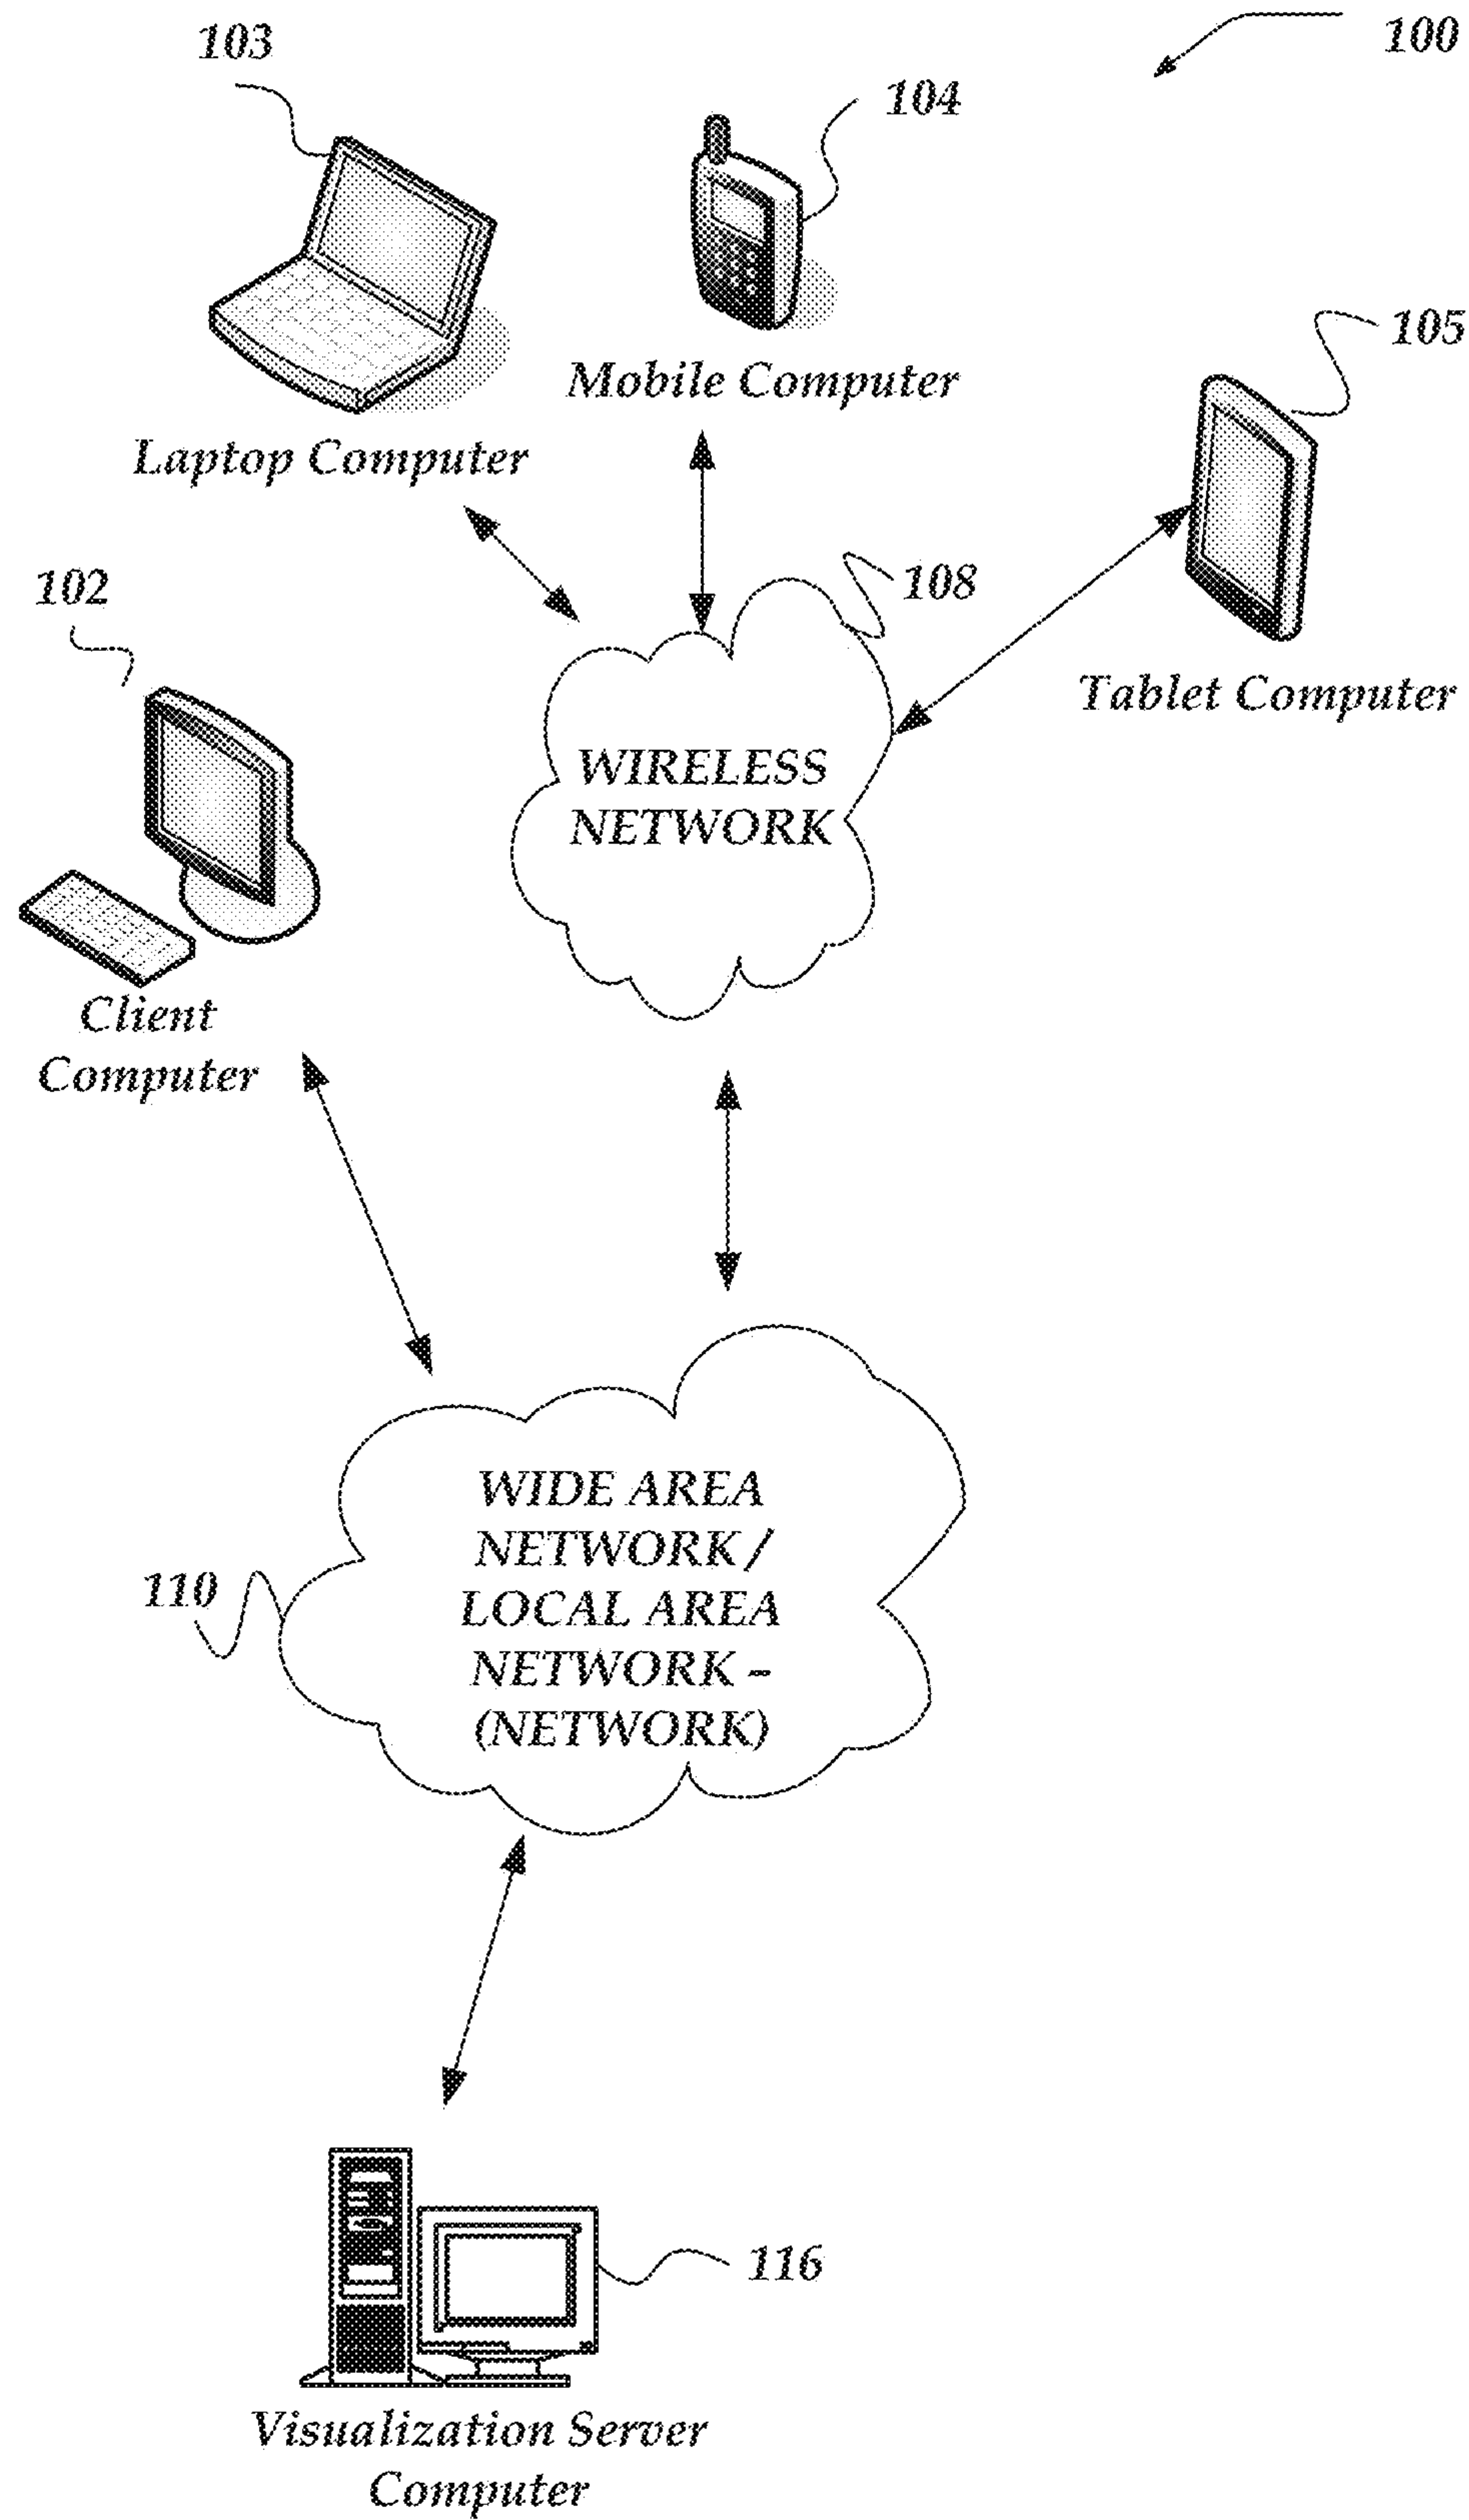 103
100
104
Mobile Computer
105
Laptop Computer
102
108
Tablet Computer
WIRELESS
NETWORK
Client
Computer
WIDE AREA
NETWORK /
LOCAL AREA
NETWORK –
(NETWORK)
110
116
Visualization Server
Computer